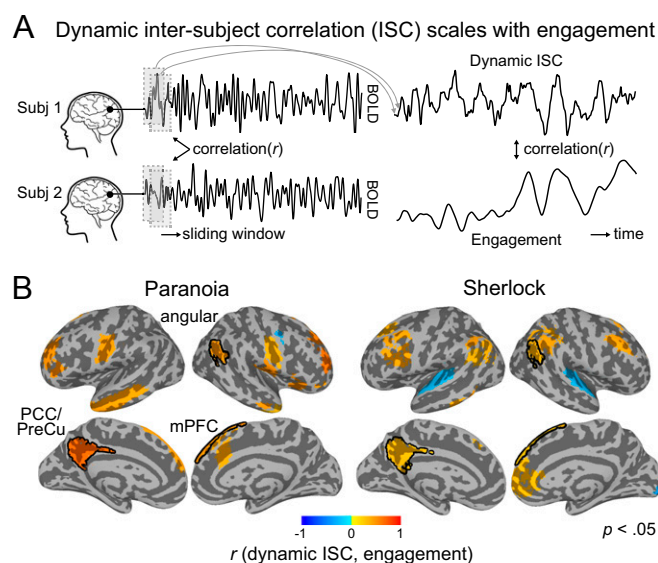 A Dynamic inter-subject correlation (ISC) scales with engagement
Dynamic ISC
Subj 1
BOLD
correlation(r)
correlation(r)
Subj 2
BOLD
sliding window
Engagement
time
B
Paranoia
Sherlock
angular
PCC/
PreCu
mPFC
-1 0 1
r (dynamic ISC, engagement)
p < .05